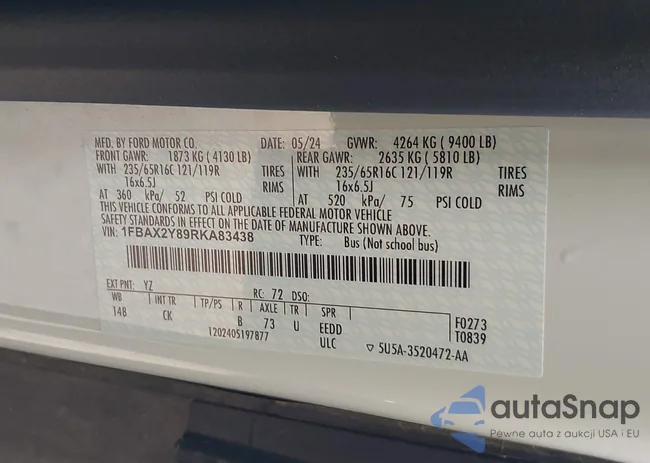 MFD. BY FORD MOTOR CO. DATE: 05/24 GVWR: 4264 KG (9400 LB)
FRONT GAWR: 1873 KG (4130 LB) REAR GAWR: 2635 KG (5810 LB)
WITH 235/65R16C 121/119R TIRES WITH 235/65R16C 121/119R TIRES
16x6.5J RIMS 16x6.5J RIMS
AT 360 kPa/ 52 PSI COLD AT 520 kPa/ 75 PSI COLD
THIS VEHICLE CONFORMS TO ALL APPLICABLE FEDERAL MOTOR VEHICLE
SAFETY STANDARDS IN EFFECT ON THE DATE OF MANUFACTURE SHOWN ABOVE.
VIN: 1FBAX2Y89RKA83438 TYPE: Bus (Not school bus)
EXT PNT: YZ RC: 72 DSO:
WB INT TR TP/PS R AXLE TR SPR F0273
148 CK B 73 U EEDD T0839
1202405197877 ULC ▽ 5U5A-3520472-AA
autoSnap
Pewne auta z aukcji USA i EU